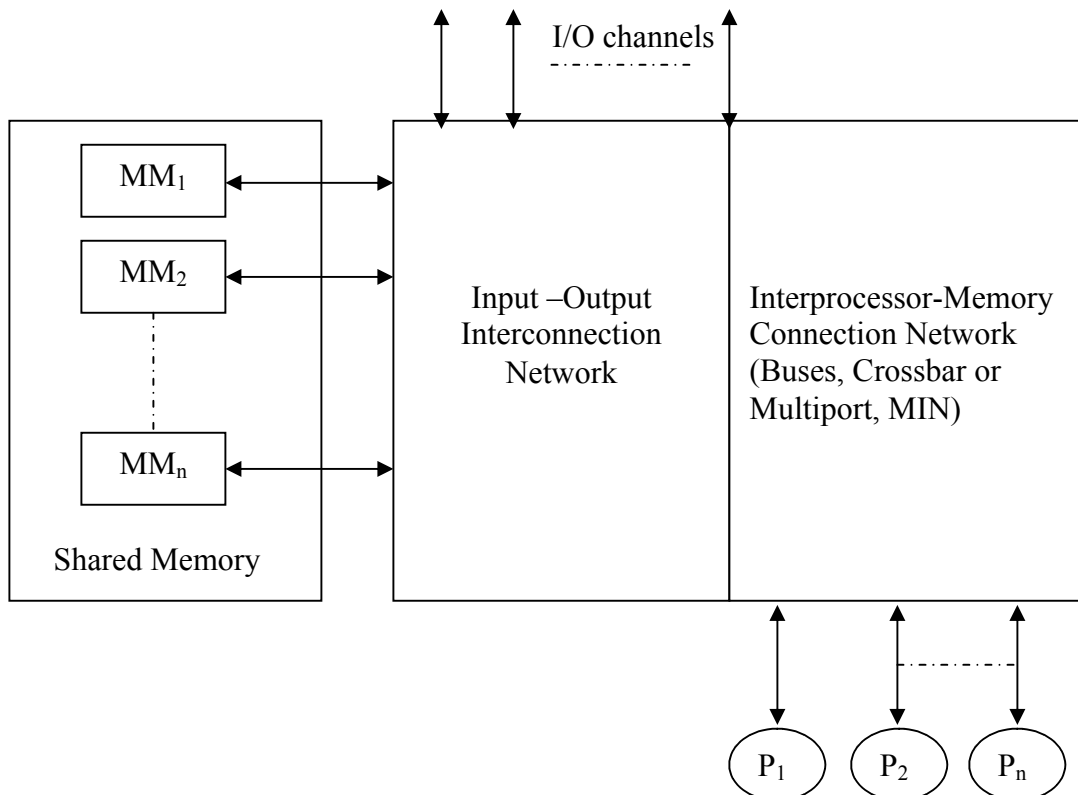 I/O channels
MM₁
MM₂
MMₙ
Shared Memory
Input –Output
Interconnection
Network
Interprocessor-Memory
Connection Network
(Buses, Crossbar or
Multiport, MIN)
P₁
P₂
Pₙ